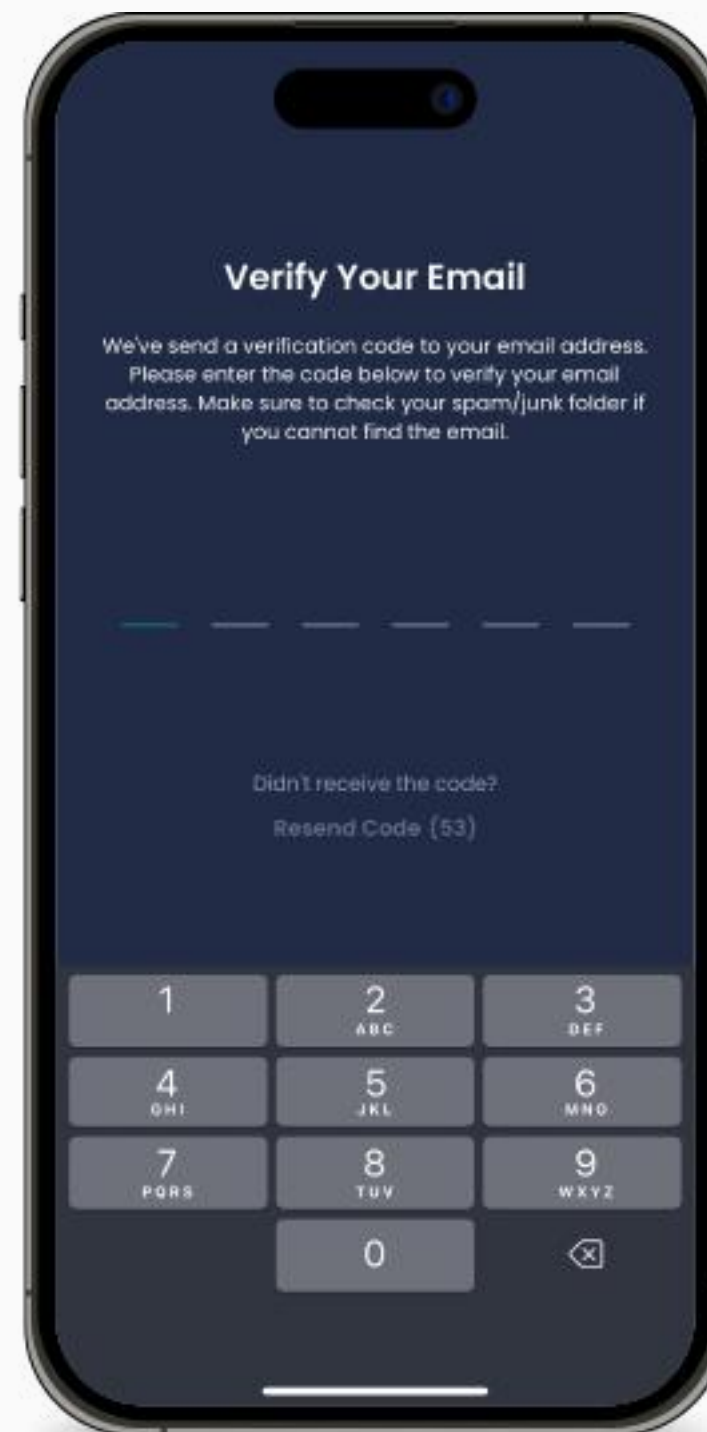 Verify Your Email
We've send a verification code to your email address.
Please enter the code below to verify your email
address. Make sure to check your spam/junk folder if
you cannot find the email.
Didn't receive the code?
Resend Code (53)
1 2 3
ABC DEF
4 5 6
GHI JKL MNO
7 8 9
PQRS TUV WXYZ
0